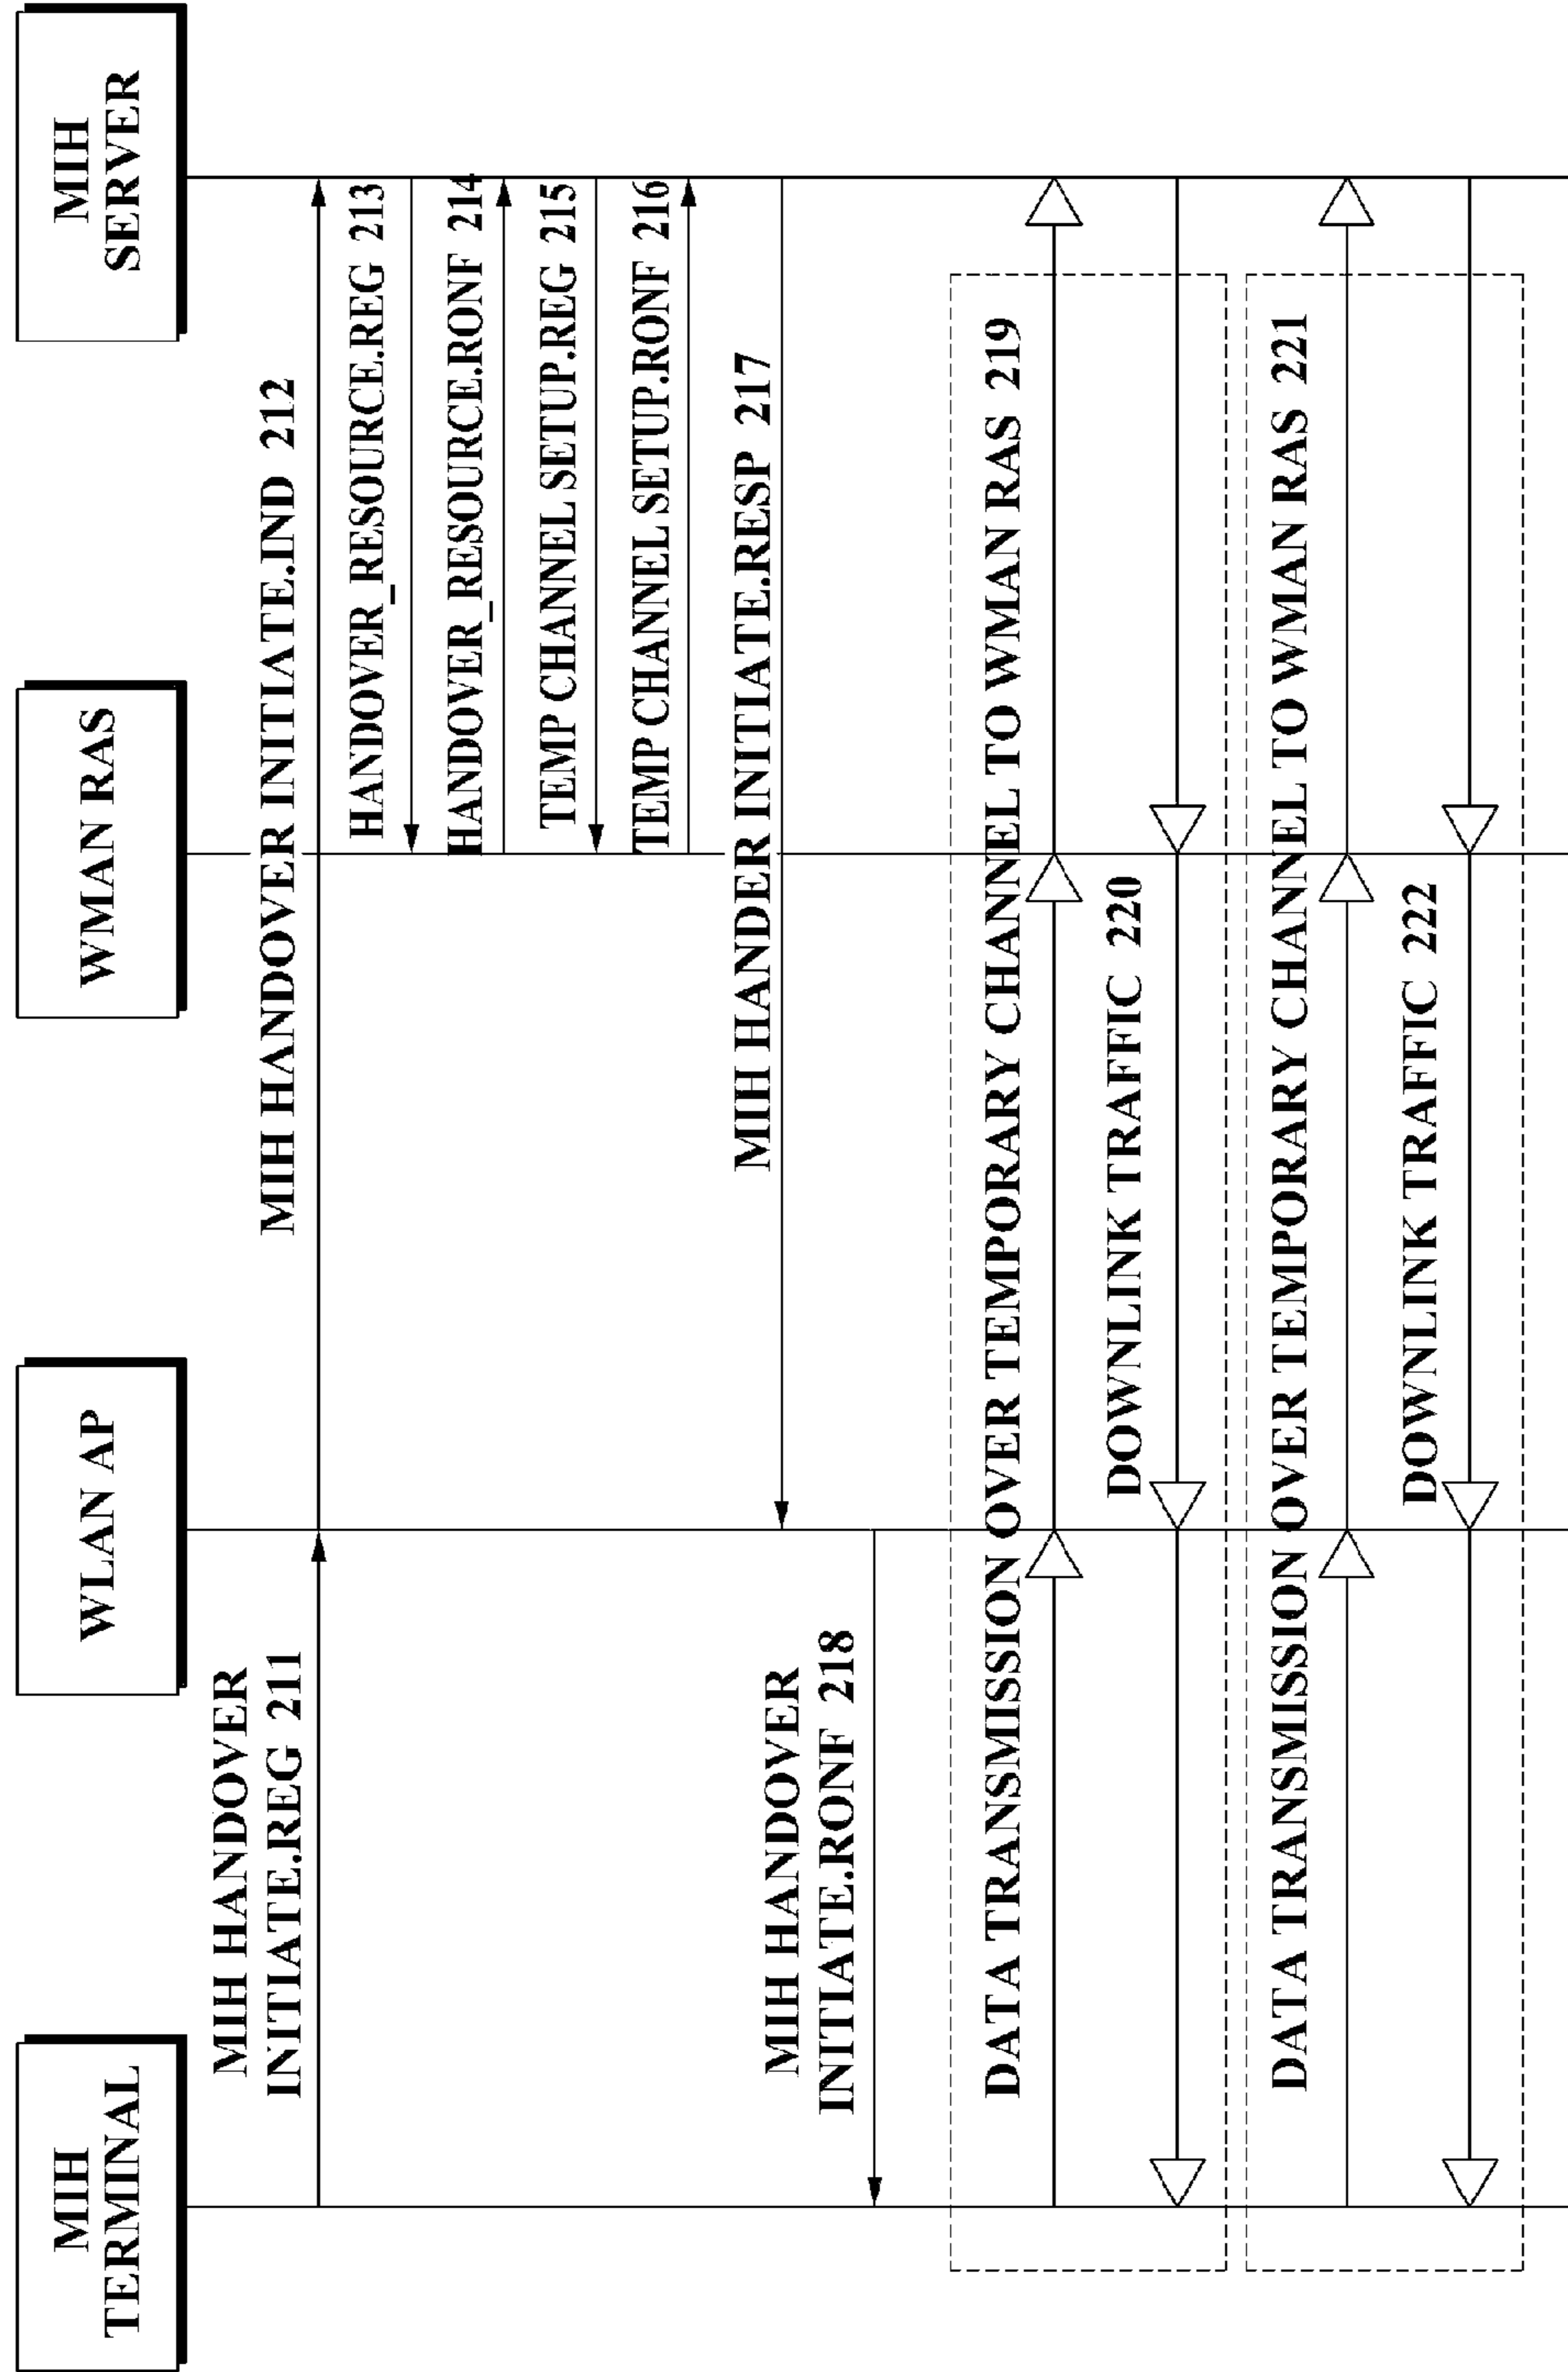 MIH
TERMINAL
WLAN AP
WMAN RAS
MIH
SERVER
MIH HANDOVER
INITIATE.REG 211
MIH HANDOVER INITIATE.IND 212
HANDOVER_RESOURCE.REG 213
HANDOVER_RESOURCE.RONF 214
TEMP CHANNEL SETUP.REG 215
TEMP CHANNEL SETUP.RONF 216
MIH HANDER INITIATE.RESP 217
MIH HANDOVER
INITIATE.RONF 218
DATA TRANSMISSION OVER TEMPORARY CHANNEL TO WMAN RAS 219
DOWNLINK TRAFFIC 220
DATA TRANSMISSION OVER TEMPORARY CHANNEL TO WMAN RAS 221
DOWNLINK TRAFFIC 222